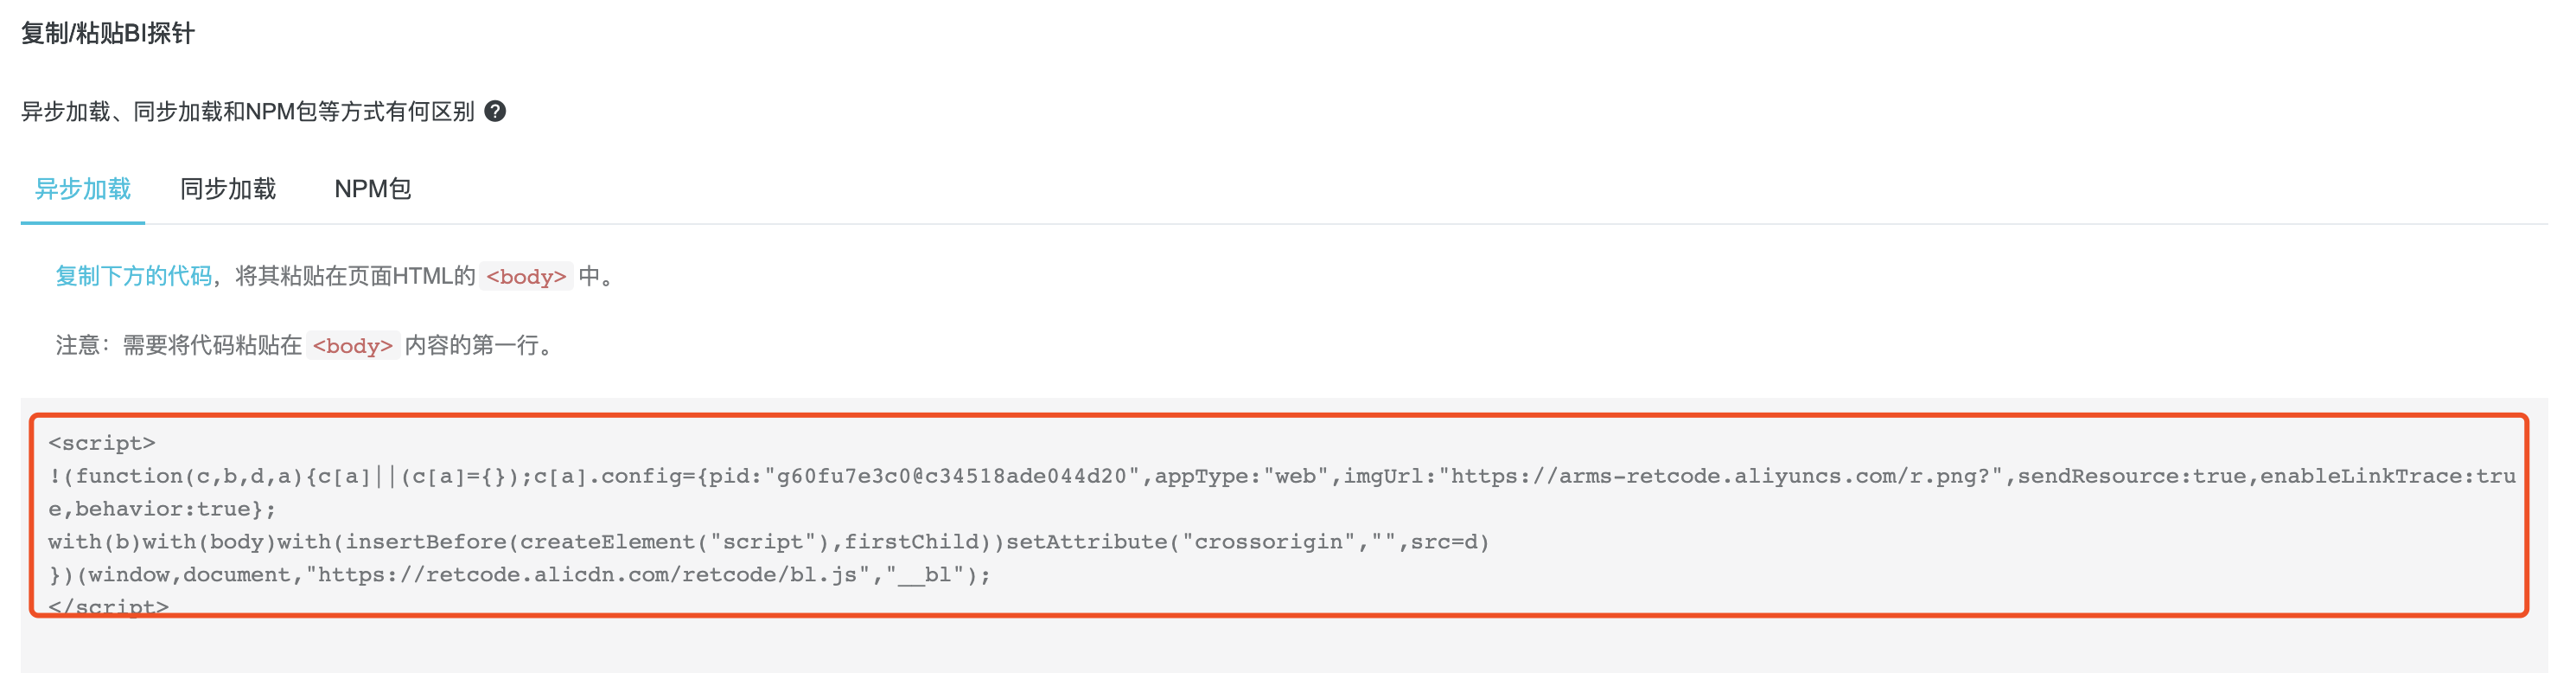 复制/粘贴BI探针
异步加载、同步加载和NPM包等方式有何区别 ?
异步加载 同步加载 NPM包
复制下方的代码，将其粘贴在页面HTML的 <body> 中。
注意：需要将代码粘贴在 <body> 内容的第一行。
<script>
!(function(c,b,d,a){c[a]||(c[a]={});c[a].config={pid:"g60fu7e3c0@c34518ade044d20",appType:"web",imgUrl:"https://arms-retcode.aliyuncs.com/r.png?",sendResource:true,enableLinkTrace:tru
e,behavior:true};
with(b)with(body)with(insertBefore(createElement("script"),firstChild))setAttribute("crossorigin","",src=d)
})(window,document,"https://retcode.alicdn.com/retcode/bl.js","__bl");
</script>